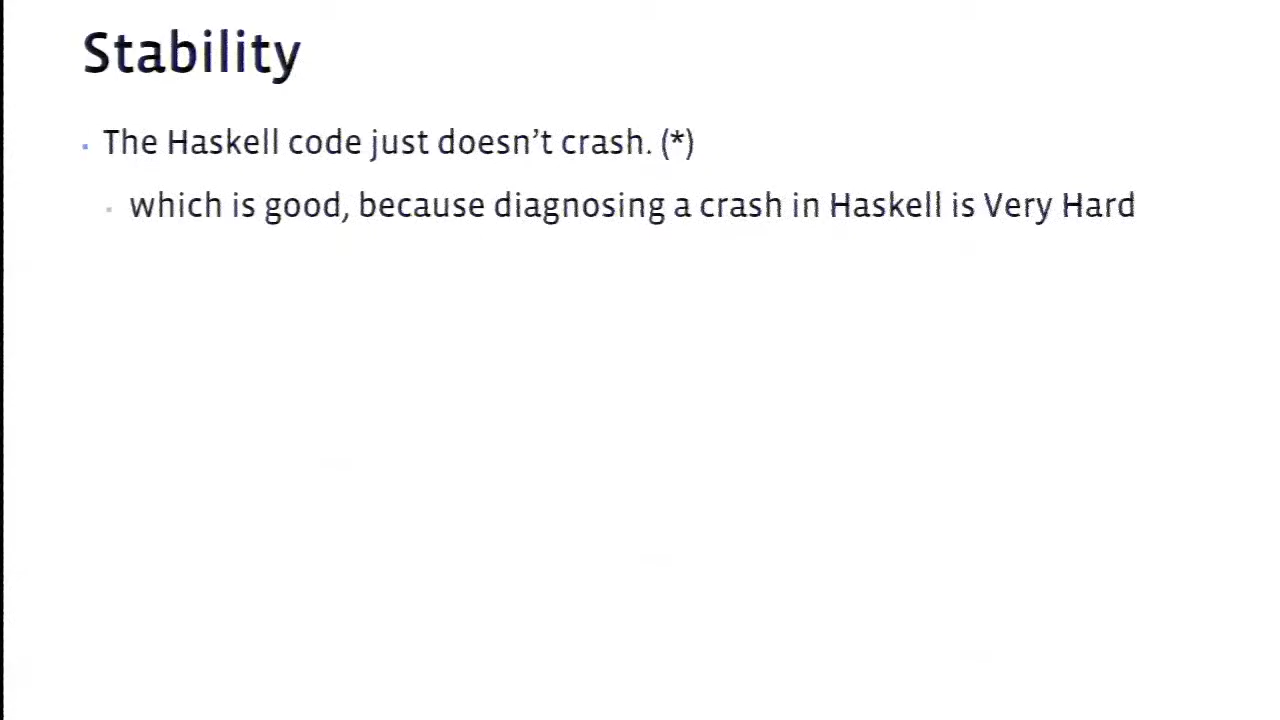 Stability
The Haskell code just doesn’t crash. (*)
which is good, because diagnosing a crash in Haskell is Very Hard